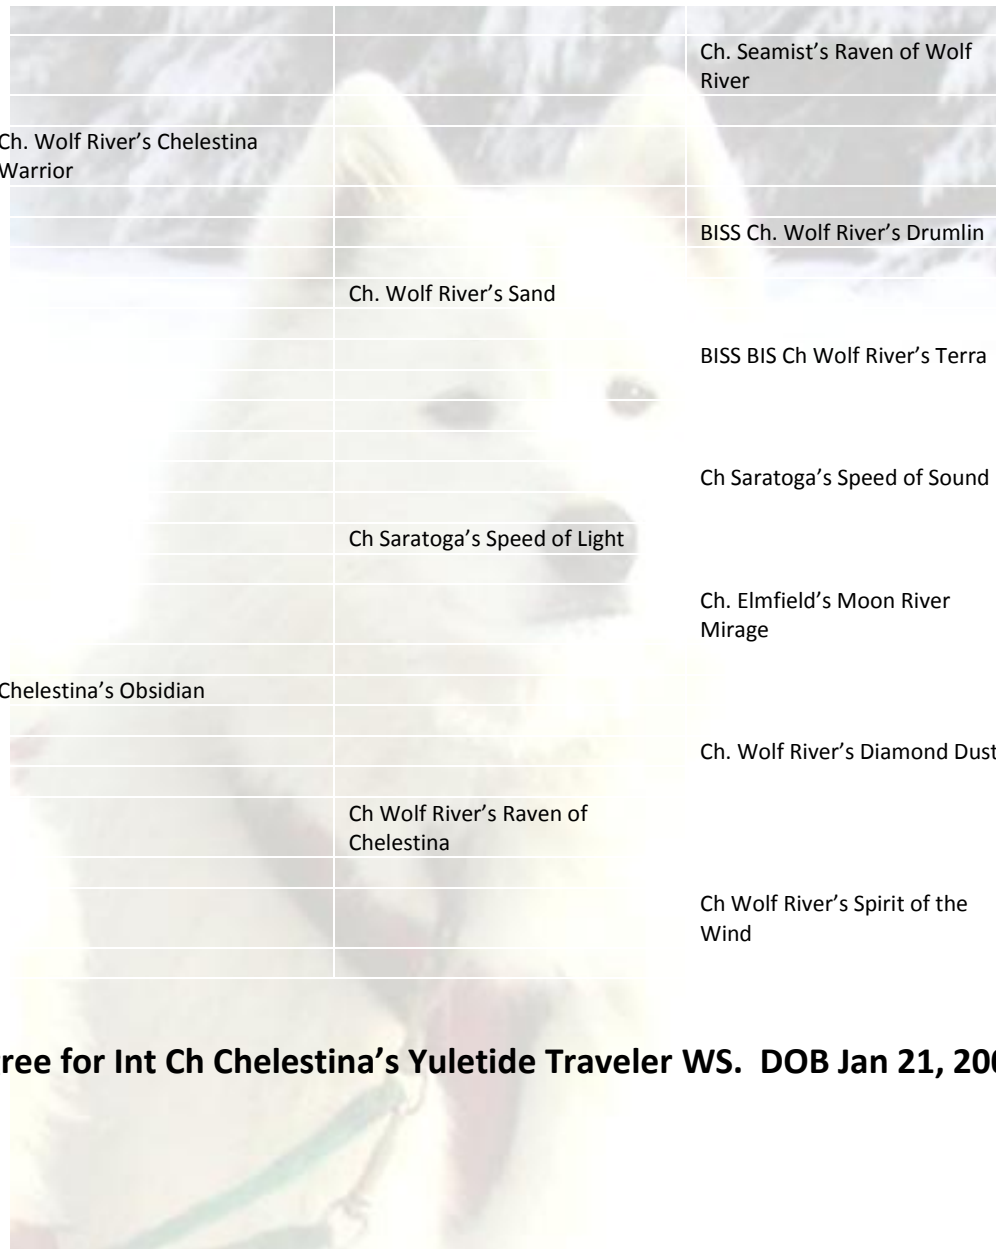 Ch. Seamist’s Raven of Wolf
River
Ch. Wolf River’s Chelestina
Warrior
BISS Ch. Wolf River’s Drumlin
Ch. Wolf River’s Sand
BISS BIS Ch Wolf River’s Terra
Ch Saratoga’s Speed of Sound
Ch Saratoga’s Speed of Light
Ch. Elmfield’s Moon River
Mirage
Chelestina’s Obsidian
Ch. Wolf River’s Diamond Dust
Ch Wolf River’s Raven of
Chelestina
Ch Wolf River’s Spirit of the
Wind
for Int Ch Chelestina’s Yuletide Traveler WS. DOB Jan 21,